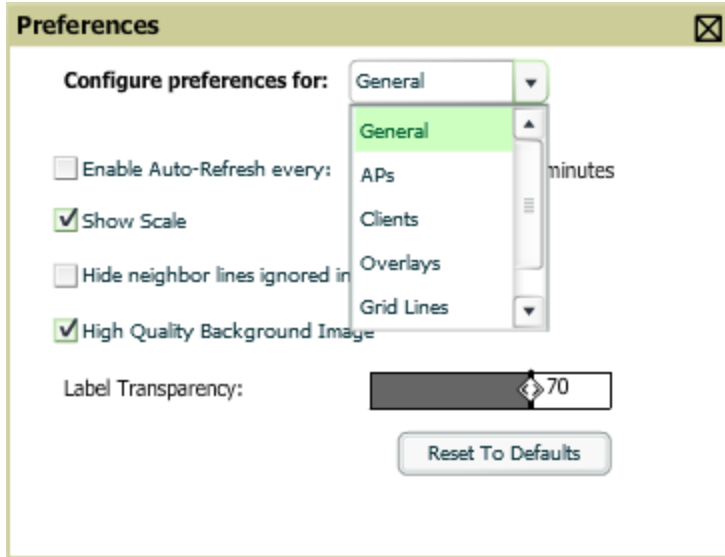 Preferences
Configure preferences for: General
General
Enable Auto-Refresh every: APs minutes
Show Scale
Clients
Hide neighbor lines ignored in Overlays
Grid Lines
High Quality Background Image
Label Transparency: 70
Reset To Defaults